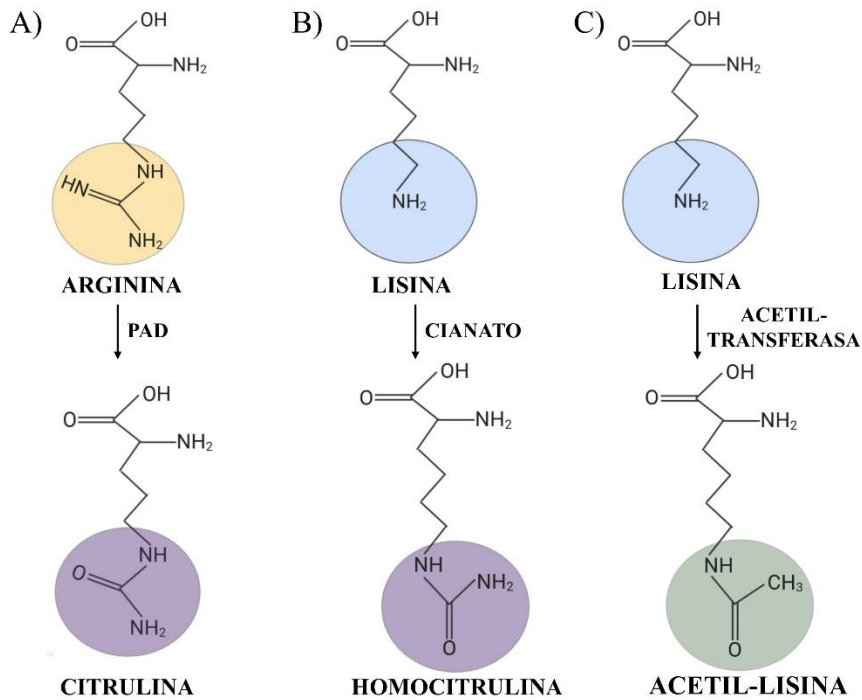 A)
OH
O
NH₂
NH
HN
NH₂
ARGININA
PAD
OH
O
NH₂
NH
O
NH₂
CITRULINA
B)
OH
O
NH₂
NH₂
LISINA
CIANATO
OH
O
NH₂
NH
NH₂
O
HOMOCITRULINA
C)
OH
O
NH₂
NH₂
LISINA
ACETIL-
TRANSFERASA
OH
O
NH₂
NH
CH₃
O
ACETIL-LISINA